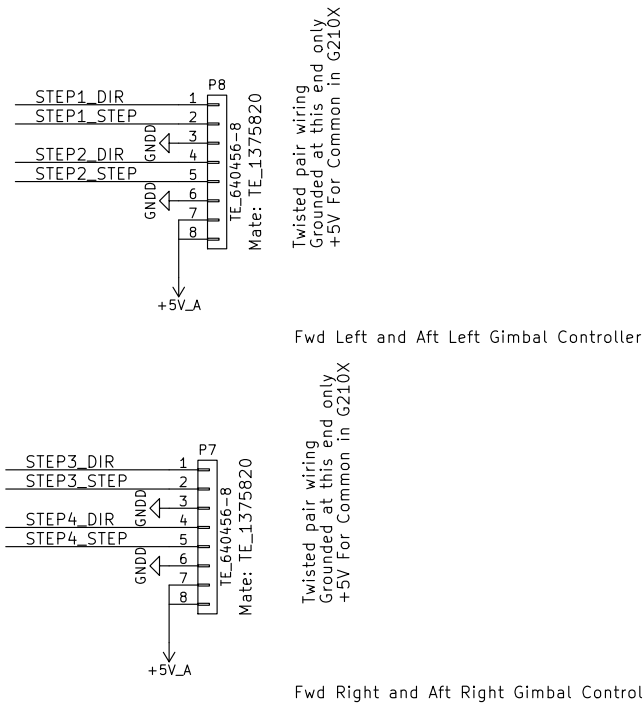 P8
STEP1_DIR 1
STEP1_STEP 2
GNDD 3
STEP2_DIR 4
STEP2_STEP 5
GNDD 6
7
8
+5V_A
TE_640456-8
Mate: TE_1375820
Twisted pair wiring
Grounded at this end only
+5V For Common in G210X
Fwd Left and Aft Left Gimbal Controller
P7
STEP3_DIR 1
STEP3_STEP 2
GNDD 3
STEP4_DIR 4
STEP4_STEP 5
GNDD 6
7
8
+5V_A
TE_640456-8
Mate: TE_1375820
Twisted pair wiring
Grounded at this end only
+5V For Common in G210X
Fwd Right and Aft Right Gimbal Control